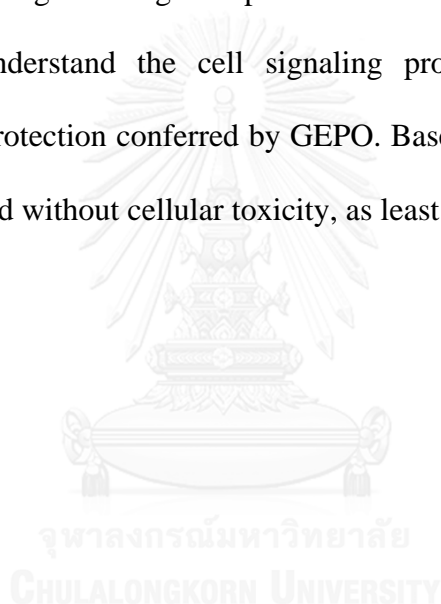 nderstand the cell signaling pro
rotection conferred by GEPO. Base
d without cellular toxicity, as least
จุฬาลงกรณ์มหาวิทยาลัย
CHULALONGKORN UNIVERSITY